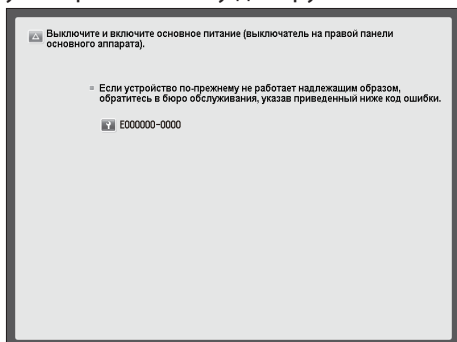 Выключите и включите основное питание (выключатель на правой панели
основного аппарата).
Если устройство по-прежнему не работает надлежащим образом,
обратитесь в бюро обслуживания, указав приведенный ниже код ошибки.
E000000-0000